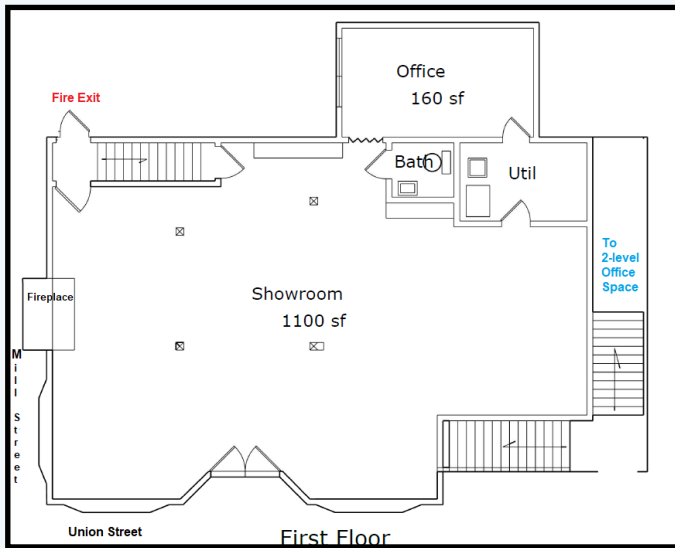 Office
160 sf
Fire Exit
Bath
Util
To
2-level
Office
Space
Fireplace
Showroom
1100 sf
Mill Street
Union Street
First Floor